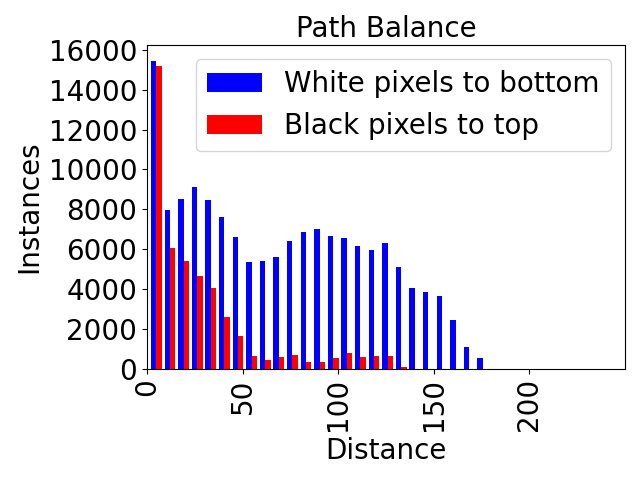 Path Balance
White pixels to bottom
Black pixels to top
Instances
16000
14000
12000
10000
8000
6000
4000
2000
0
0
50
100
150
200
Distance